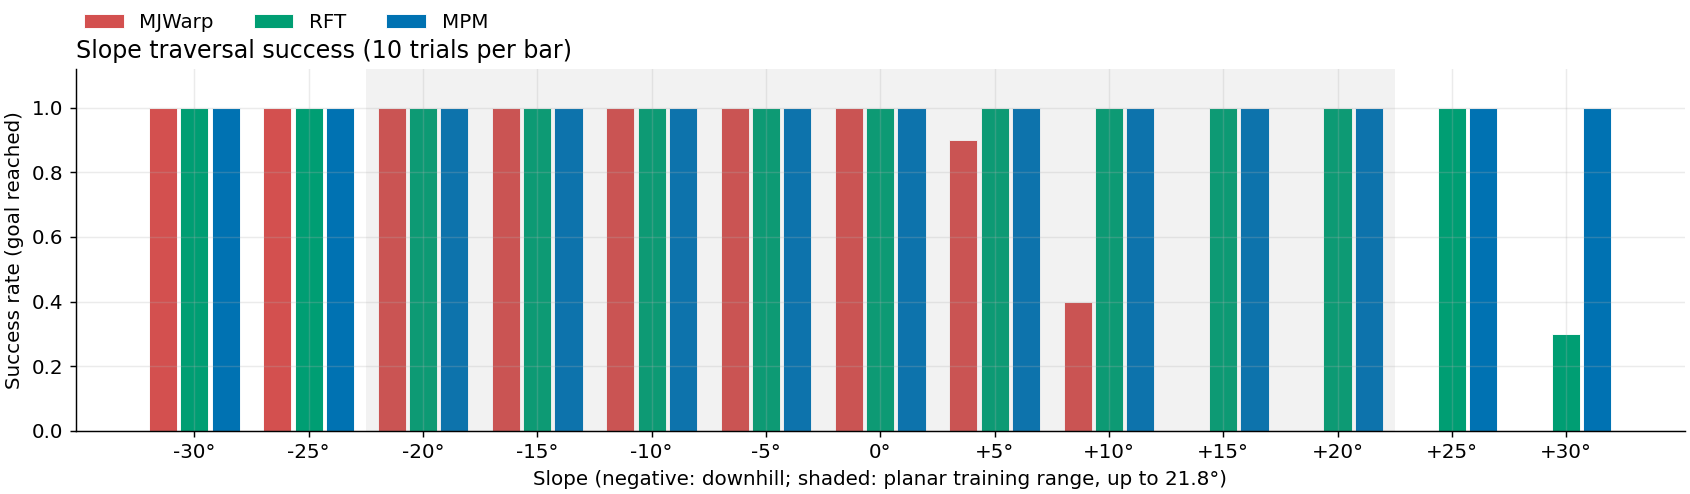 MJWarp RFT MPM
Slope traversal success (10 trials per bar)
Success rate (goal reached)
1.0
0.8
0.6
0.4
0.2
0.0
-30° -25° -20° -15° -10° -5° 0° +5° +10° +15° +20° +25° +30°
Slope (negative: downhill; shaded: planar training range, up to 21.8°)